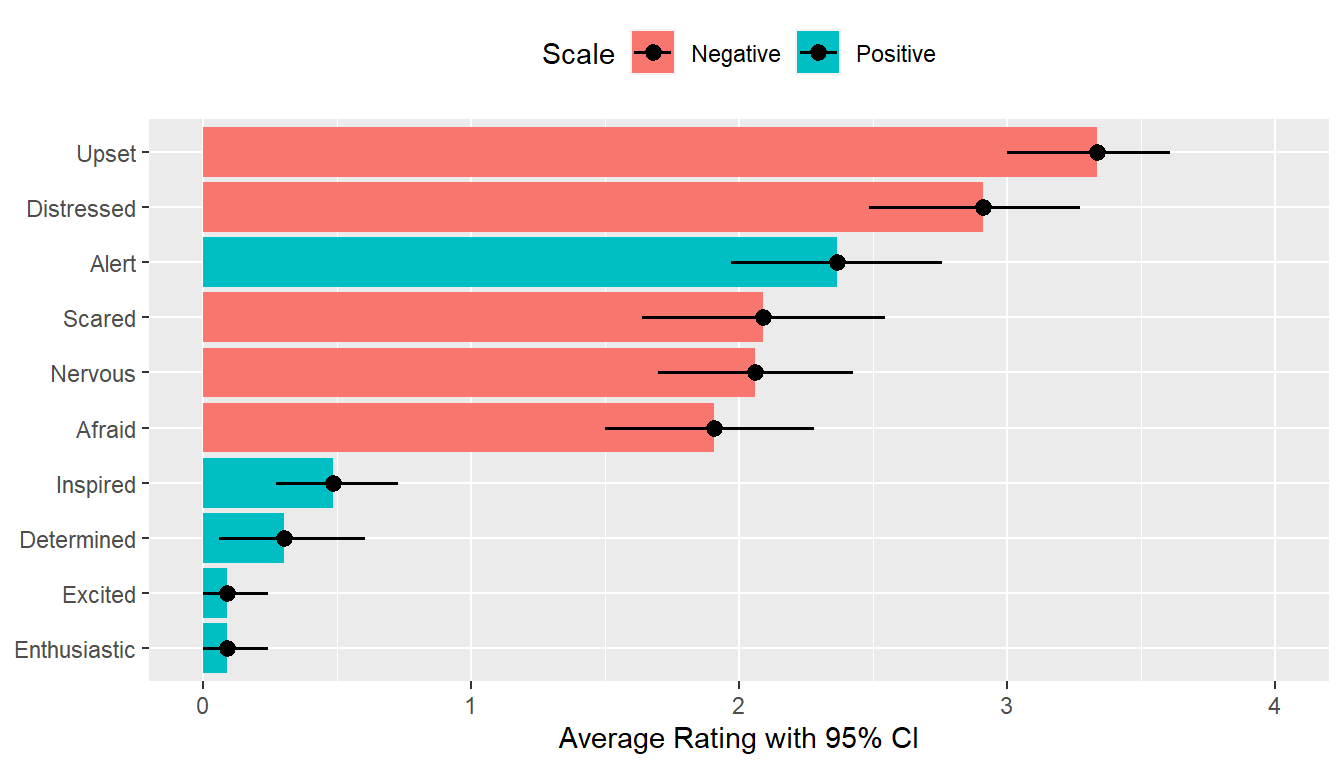 Scale Negative Positive
Upset
Distressed
Alert
Scared
Nervous
Afraid
Inspired
Determined
Excited
Enthusiastic
0 1 2 3 4
Average Rating with 95% CI